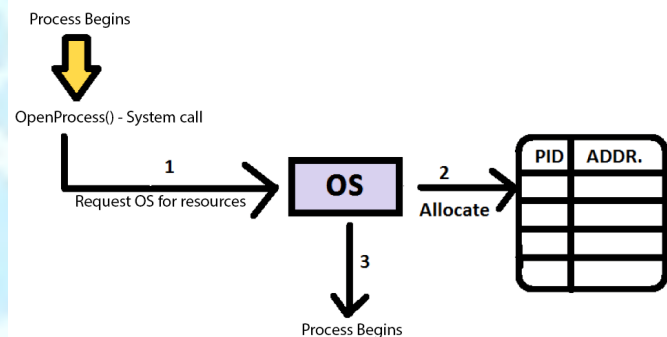 Process Begins
OpenProcess() - System call
1
Request OS for resources
OS
2
Allocate
PID ADDR.
3
Process Begins